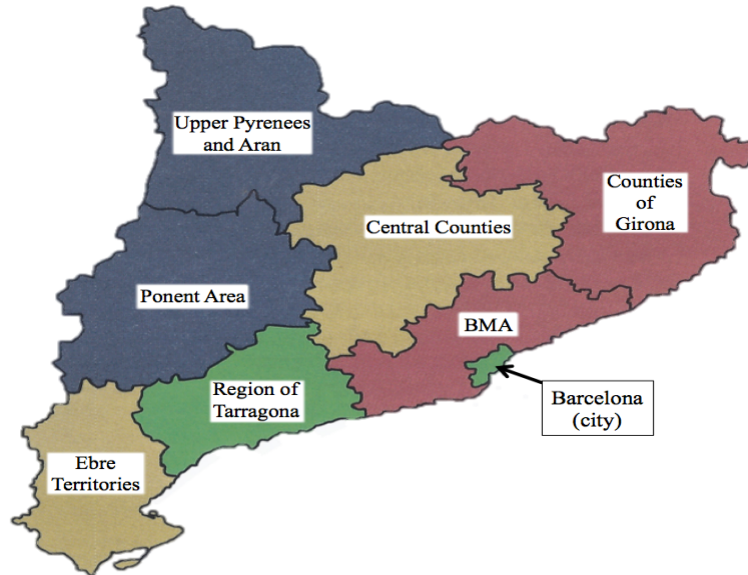 Upper Pyrenees
and Aran
Counties
of
Girona
Central Counties
Ponent Area
BMA
Region of
Tarragona
Barcelona
(city)
Ebre
Territories